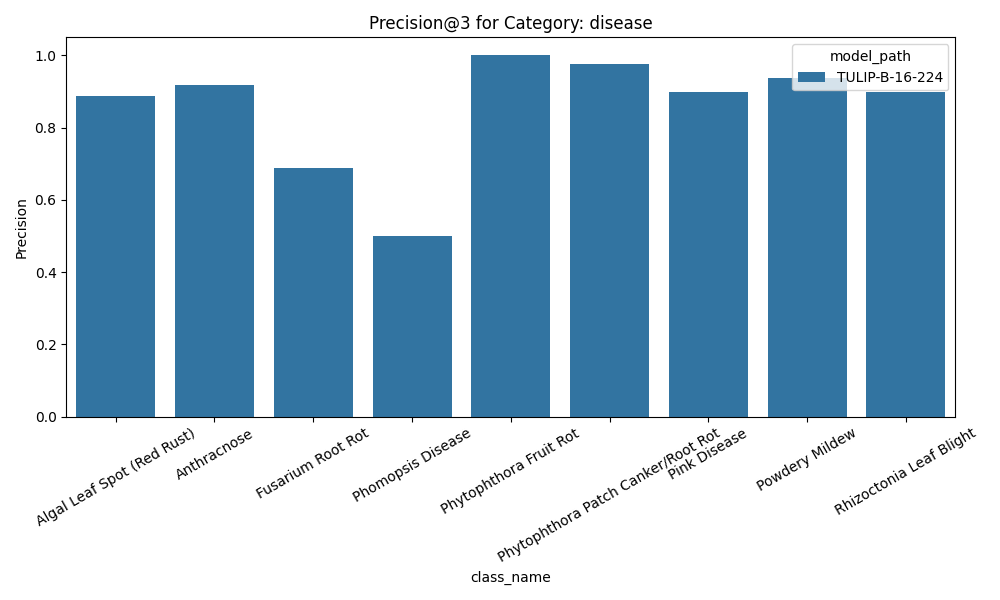 Precision@3 for Category: disease
model_path
TULIP-B-16-224
Precision
1.0
0.8
0.6
0.4
0.2
0.0
Algal Leaf Spot (Red Rust)
Anthracnose
Fusarium Root Rot
Phomopsis Disease
Phytophthora Fruit Rot
Phytophthora Patch Canker/Root Rot
Pink Disease
Powdery Mildew
Rhizoctonia Leaf Blight
class_name